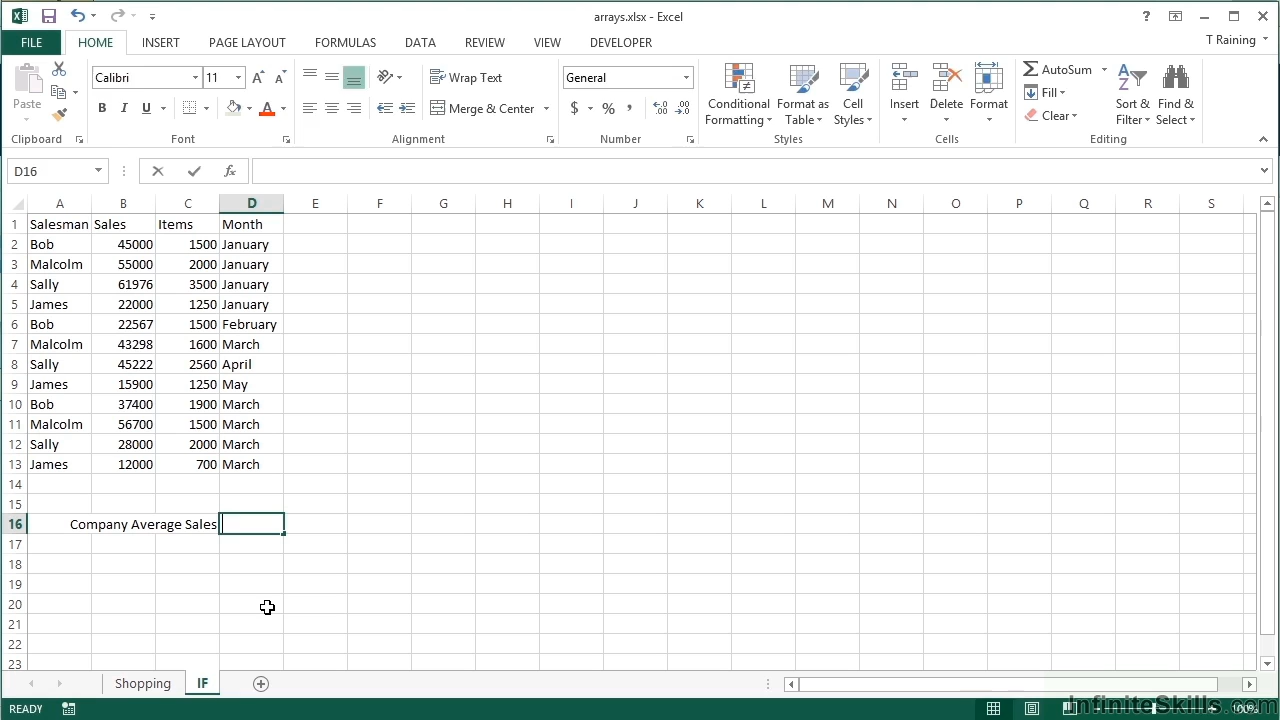 arrays.xlsx - Excel
FILE HOME INSERT PAGE LAYOUT FORMULAS DATA REVIEW VIEW DEVELOPER T Raining
Paste
Clipboard
Calibri 11
B I U A
Font
Wrap Text
Merge & Center
Alignment
General
$ % ,
Number
Conditional Formatting
Format as Table
Cell Styles
Styles
Insert
Delete
Format
Cells
AutoSum
Fill
Clear
Sort & Filter
Find & Select
Editing
D16
A B C D E F G H I J K L M N O P Q R S
1 Salesman Sales Items Month
2 Bob 45000 1500 January
3 Malcolm 55000 2000 January
4 Sally 61976 3500 January
5 James 22000 1250 January
6 Bob 22567 1500 February
7 Malcolm 43298 1600 March
8 Sally 45222 2560 April
9 James 15900 1250 May
10 Bob 37400 1900 March
11 Malcolm 56700 1500 March
12 Sally 28000 2000 March
13 James 12000 700 March
14
15
16 Company Average Sales
17
18
19
20
21
22
23
Shopping IF
READY 100%
InfiniteSkills.com